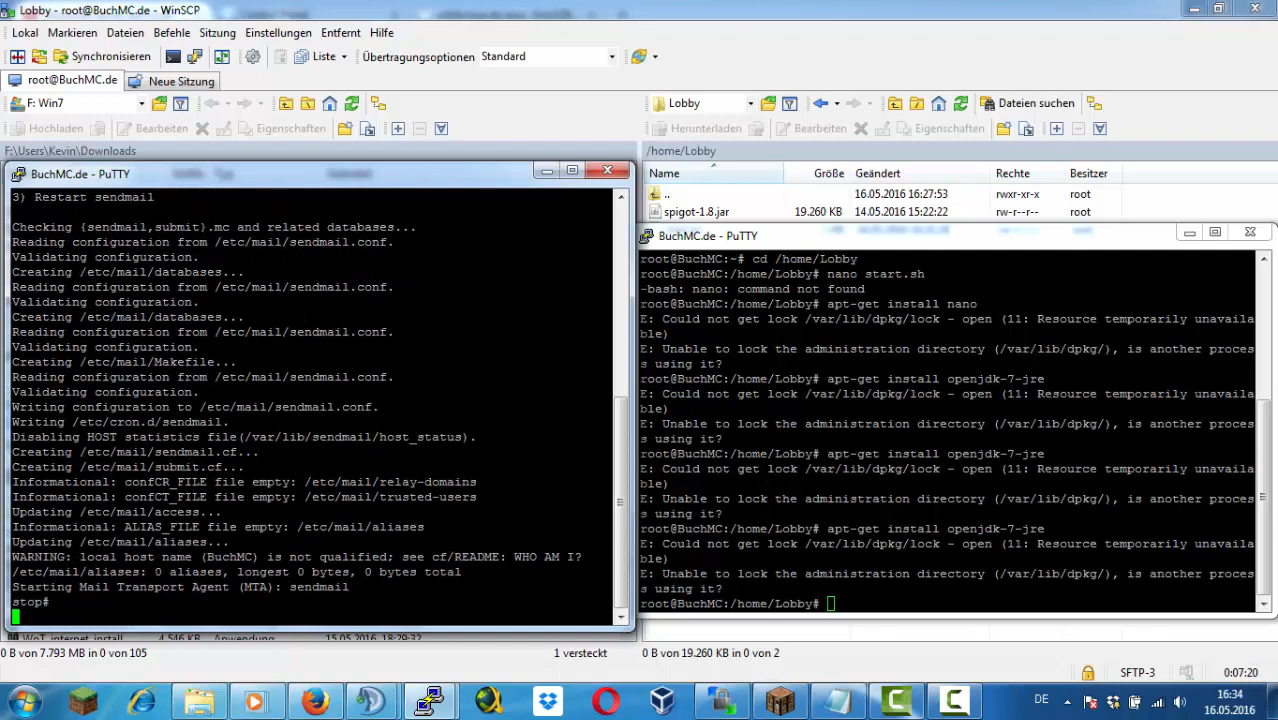 Lobby - root@BuchMC.de - WinSCP
Lokal Markieren Dateien Befehle Sitzung Einstellungen Entfernt Hilfe
Synchronisieren Liste Übertragungsoptionen Standard
root@BuchMC.de Neue Sitzung
F: Win7 Lobby Dateien suchen
Hochladen Bearbeiten Eigenschaften Herunterladen Bearbeiten Eigenschaften
F:\Users\Kevin\Downloads /home/Lobby
Name Größe Geändert Rechte Besitzer
.. 16.05.2016 16:27:53 rwxr-xr-x root
spigot-1.8.jar 19.260 KB 14.05.2016 15:22:22 rw-r--r-- root
BuchMC.de - PuTTY
3) Restart sendmail
Checking {sendmail,submit}.mc and related databases...
Reading configuration from /etc/mail/sendmail.conf.
Validating configuration.
Creating /etc/mail/databases...
Reading configuration from /etc/mail/sendmail.conf.
Validating configuration.
Creating /etc/mail/databases...
Reading configuration from /etc/mail/sendmail.conf.
Validating configuration.
Creating /etc/mail/Makefile...
Reading configuration from /etc/mail/sendmail.conf.
Validating configuration.
Writing configuration to /etc/mail/sendmail.conf.
Writing /etc/cron.d/sendmail.
Disabling HOST statistics file(/var/lib/sendmail/host_status).
Creating /etc/mail/sendmail.cf...
Creating /etc/mail/submit.cf...
Informational: confCR_FILE file empty: /etc/mail/relay-domains
Informational: confCT_FILE file empty: /etc/mail/trusted-users
Updating /etc/mail/access...
Informational: ALIAS_FILE file empty: /etc/mail/aliases
Updating /etc/mail/aliases...
WARNING: local host name (BuchMC) is not qualified; see cf/README: WHO AM I?
/etc/mail/aliases: 0 aliases, longest 0 bytes, 0 bytes total
Starting Mail Transport Agent (MTA): sendmail
stop#
BuchMC.de - PuTTY
root@BuchMC:~# cd /home/Lobby
root@BuchMC:/home/Lobby# nano start.sh
-bash: nano: command not found
root@BuchMC:/home/Lobby# apt-get install nano
E: Could not get lock /var/lib/dpkg/lock - open (11: Resource temporarily unavaila
ble)
E: Unable to lock the administration directory (/var/lib/dpkg/), is another proces
s using it?
root@BuchMC:/home/Lobby# apt-get install openjdk-7-jre
E: Could not get lock /var/lib/dpkg/lock - open (11: Resource temporarily unavaila
ble)
E: Unable to lock the administration directory (/var/lib/dpkg/), is another proces
s using it?
root@BuchMC:/home/Lobby# apt-get install openjdk-7-jre
E: Could not get lock /var/lib/dpkg/lock - open (11: Resource temporarily unavaila
ble)
E: Unable to lock the administration directory (/var/lib/dpkg/), is another proces
s using it?
root@BuchMC:/home/Lobby# apt-get install openjdk-7-jre
E: Could not get lock /var/lib/dpkg/lock - open (11: Resource temporarily unavaila
ble)
E: Unable to lock the administration directory (/var/lib/dpkg/), is another proces
s using it?
root@BuchMC:/home/Lobby#
WoT_internet_install 4.546 KB Anwendung 15.05.2016 18:29:32
0 B von 7.793 MB in 0 von 105 1 versteckt 0 B von 19.260 KB in 0 von 2
SFTP-3 0:07:20
DE 16:34
16.05.2016